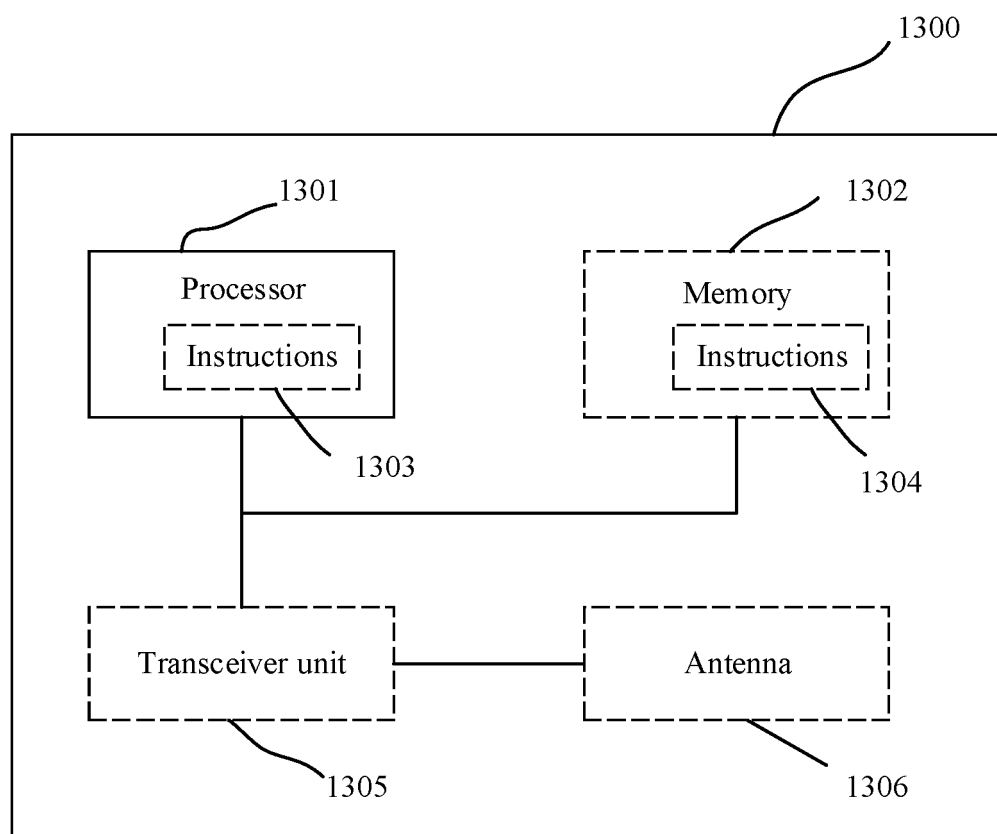 1300
1301
1302
Processor
Memory
Instructions
Instructions
1303
1304
Transceiver unit
Antenna
1305
1306